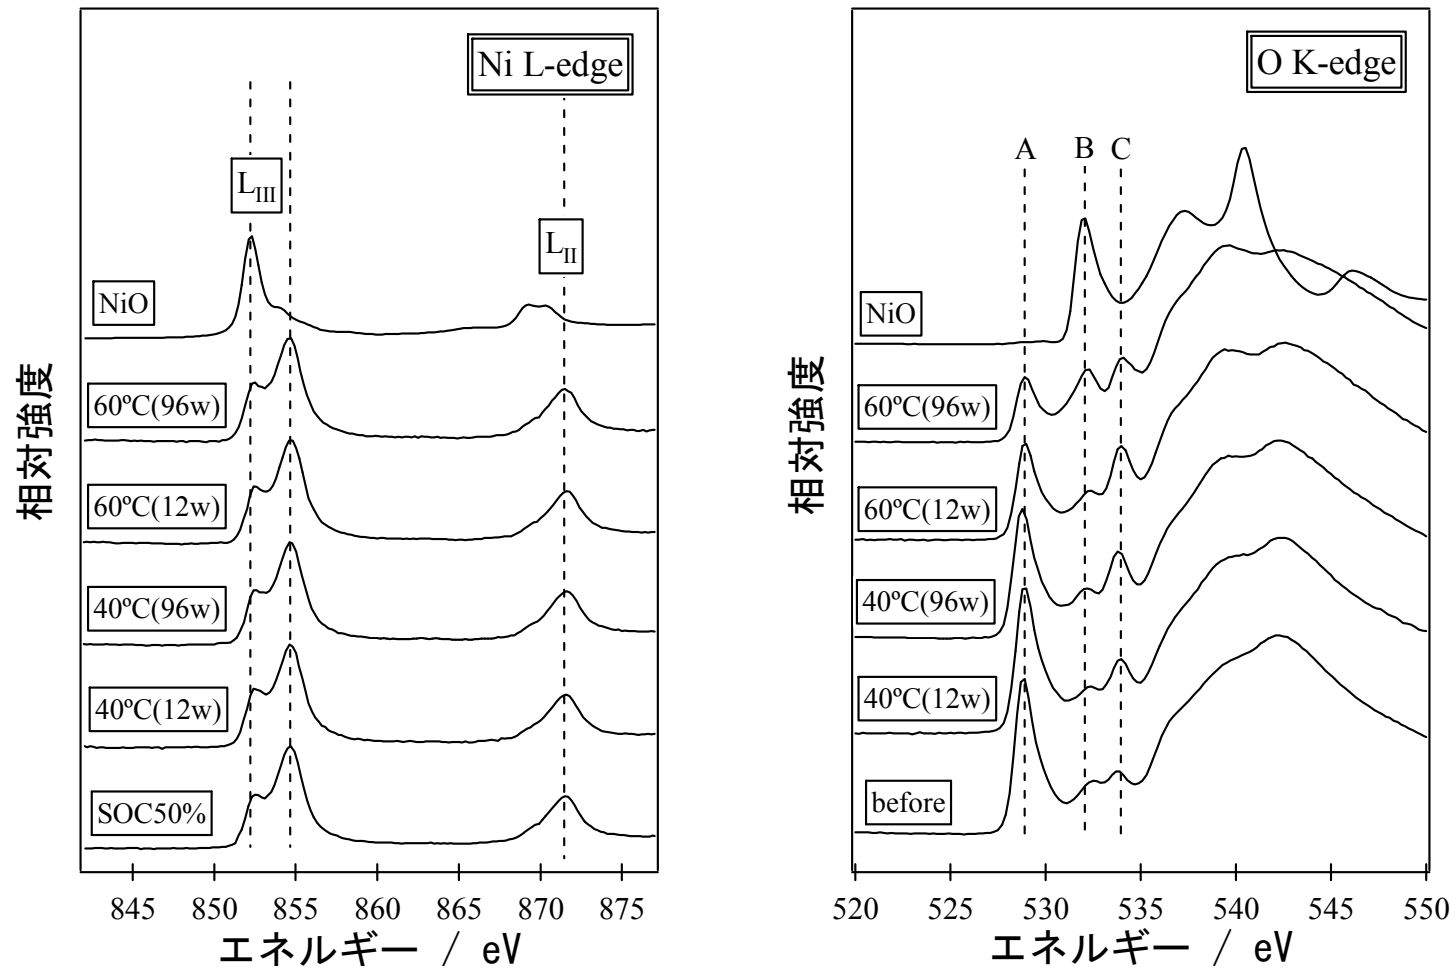 Ni L-edge
L_III
L_II
NiO
60ºC(96w)
60ºC(12w)
40ºC(96w)
40ºC(12w)
SOC50%
相対強度
845 850 855 860 865 870 875
エネルギー / eV
O K-edge
A B C
NiO
60ºC(96w)
60ºC(12w)
40ºC(96w)
40ºC(12w)
before
相対強度
520 525 530 535 540 545 550
エネルギー / eV